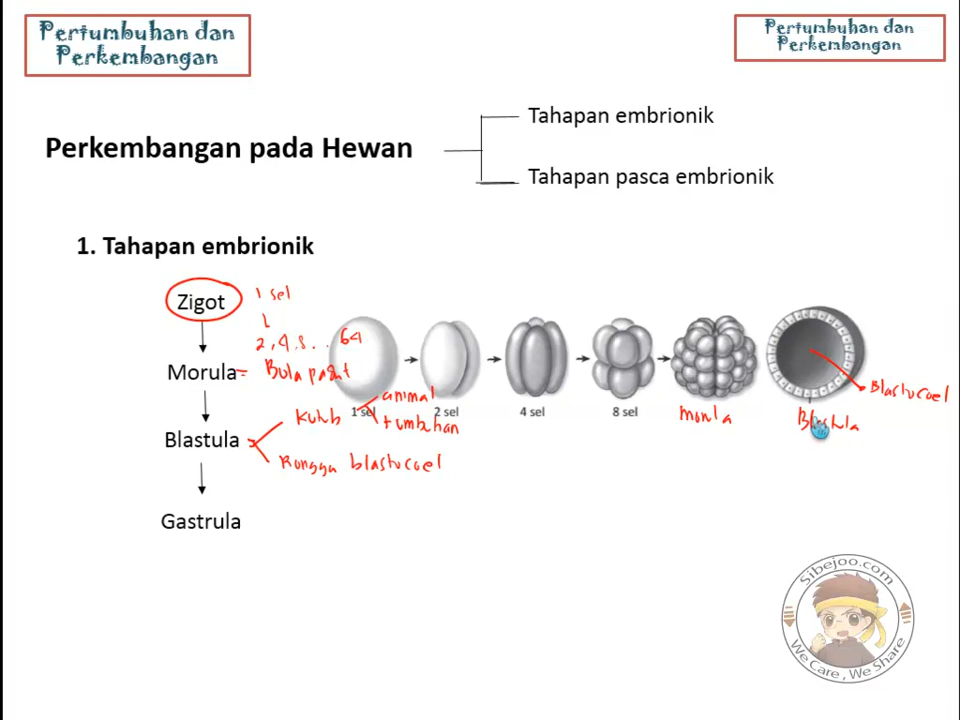 Pertumbuhan dan
Perkembangan
Pertumbuhan dan
Perkembangan
Perkembangan pada Hewan
Tahapan embrionik
Tahapan pasca embrionik
1. Tahapan embrionik
Zigot
1 sel
2, 4, 8, . . 64
Morula
Bola padat
Blastula
Kutub
animal
tumbuhan
Rongga blastocoel
Gastrula
1 sel
2 sel
4 sel
8 sel
morula
Blastula
Blastocoel
Sibejoo.com
We Care, We Share